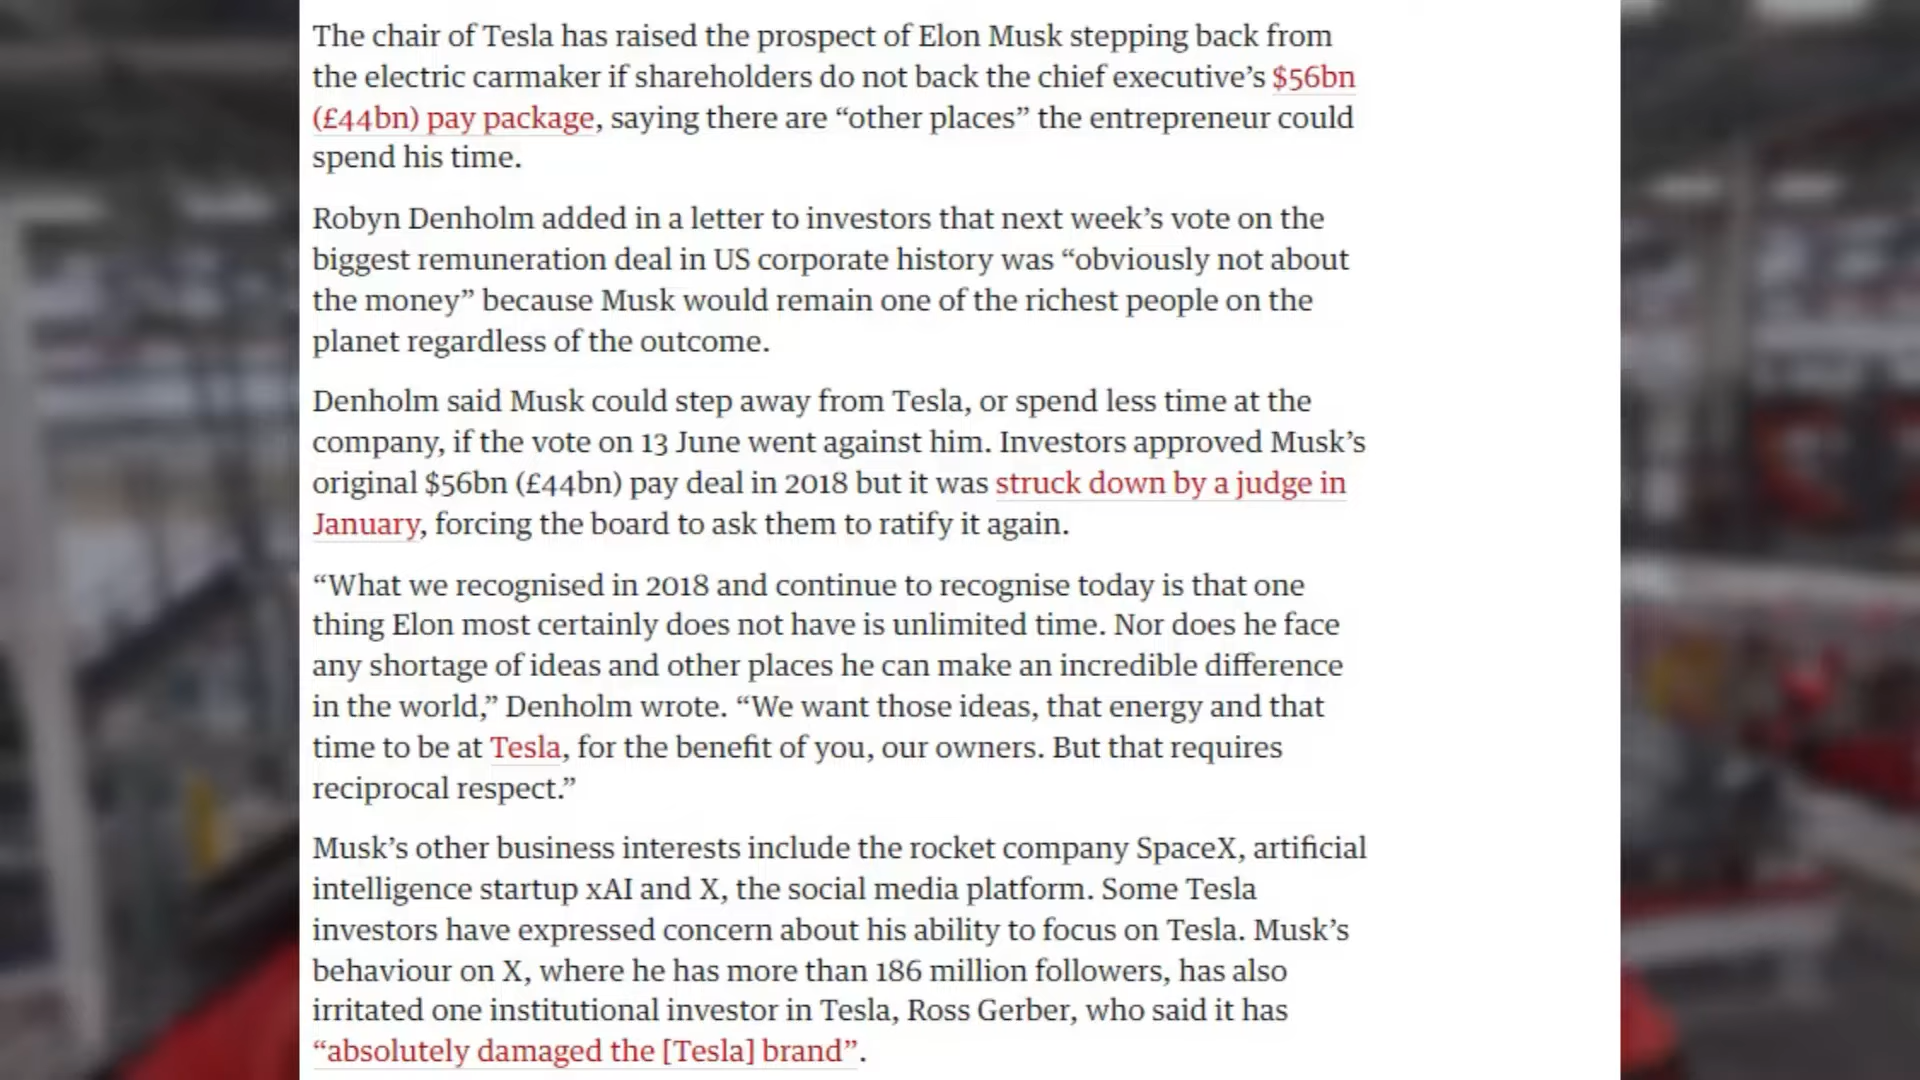 The chair of Tesla has raised the prospect of Elon Musk stepping back from
the electric carmaker if shareholders do not back the chief executive’s $56bn
(£44bn) pay package, saying there are “other places” the entrepreneur could
spend his time.
Robyn Denholm added in a letter to investors that next week’s vote on the
biggest remuneration deal in US corporate history was “obviously not about
the money” because Musk would remain one of the richest people on the
planet regardless of the outcome.
Denholm said Musk could step away from Tesla, or spend less time at the
company, if the vote on 13 June went against him. Investors approved Musk’s
original $56bn (£44bn) pay deal in 2018 but it was struck down by a judge in
January, forcing the board to ask them to ratify it again.
“What we recognised in 2018 and continue to recognise today is that one
thing Elon most certainly does not have is unlimited time. Nor does he face
any shortage of ideas and other places he can make an incredible difference
in the world,” Denholm wrote. “We want those ideas, that energy and that
time to be at Tesla, for the benefit of you, our owners. But that requires
reciprocal respect.”
Musk’s other business interests include the rocket company SpaceX, artificial
intelligence startup xAI and X, the social media platform. Some Tesla
investors have expressed concern about his ability to focus on Tesla. Musk’s
behaviour on X, where he has more than 186 million followers, has also
irritated one institutional investor in Tesla, Ross Gerber, who said it has
“absolutely damaged the [Tesla] brand”.